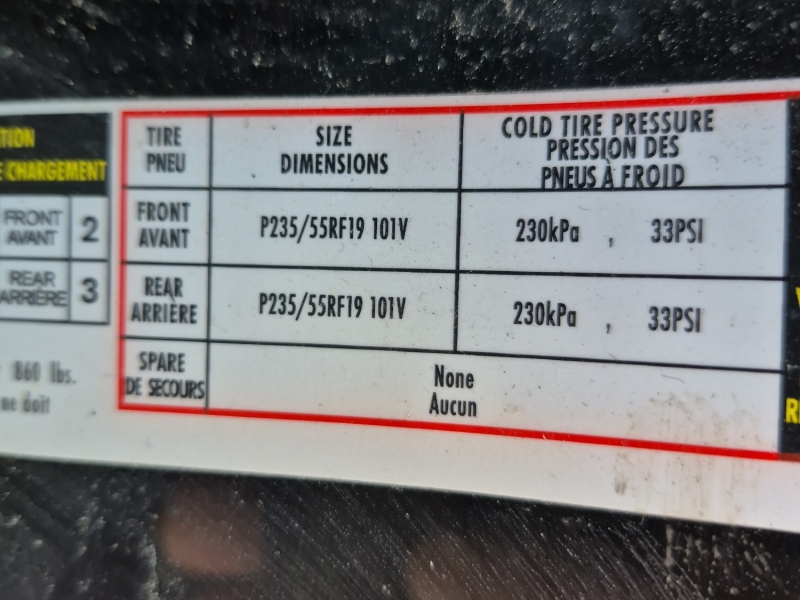 TION
E CHARGEMENT
FRONT
AVANT
2
REAR
ARRIÈRE
3
860 lbs.
ne doit
TIRE
PNEU
SIZE
DIMENSIONS
COLD TIRE PRESSURE
PRESSION DES
PNEUS À FROID
FRONT
AVANT
P235/55RF19 101V
230kPa , 33PSI
REAR
ARRIÈRE
P235/55RF19 101V
230kPa , 33PSI
SPARE
DE SECOURS
None
Aucun